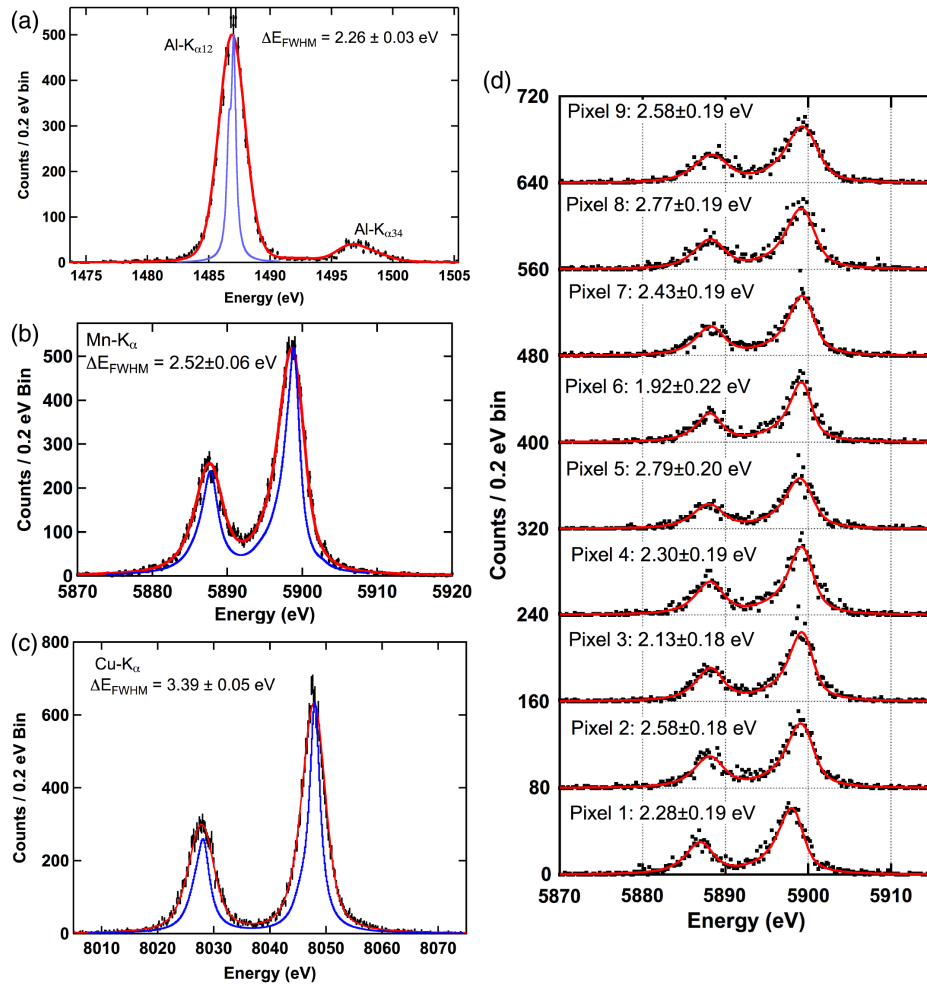 (a)
Al-Kα12
ΔEFWHM = 2.26 ± 0.03 eV
Al-Kα34
Counts / 0.2 eV bin
500
400
300
200
100
0
1475 1480 1485 1490 1495 1500 1505
Energy (eV)
(b)
Mn-Kα
ΔEFWHM = 2.52±0.06 eV
Counts / 0.2 eV Bin
500
400
300
200
100
0
5870 5880 5890 5900 5910 5920
Energy (eV)
(c)
Cu-Kα
ΔEFWHM = 3.39 ± 0.05 eV
Counts / 0.2 eV Bin
800
600
400
200
0
8010 8020 8030 8040 8050 8060 8070
Energy (eV)
(d)
Counts / 0.2 eV bin
720
Pixel 9: 2.58±0.19 eV
640
Pixel 8: 2.77±0.19 eV
560
Pixel 7: 2.43±0.19 eV
480
Pixel 6: 1.92±0.22 eV
400
Pixel 5: 2.79±0.20 eV
320
Pixel 4: 2.30±0.19 eV
240
Pixel 3: 2.13±0.18 eV
160
Pixel 2: 2.58±0.18 eV
80
Pixel 1: 2.28±0.19 eV
0
5870 5880 5890 5900 5910
Energy (eV)